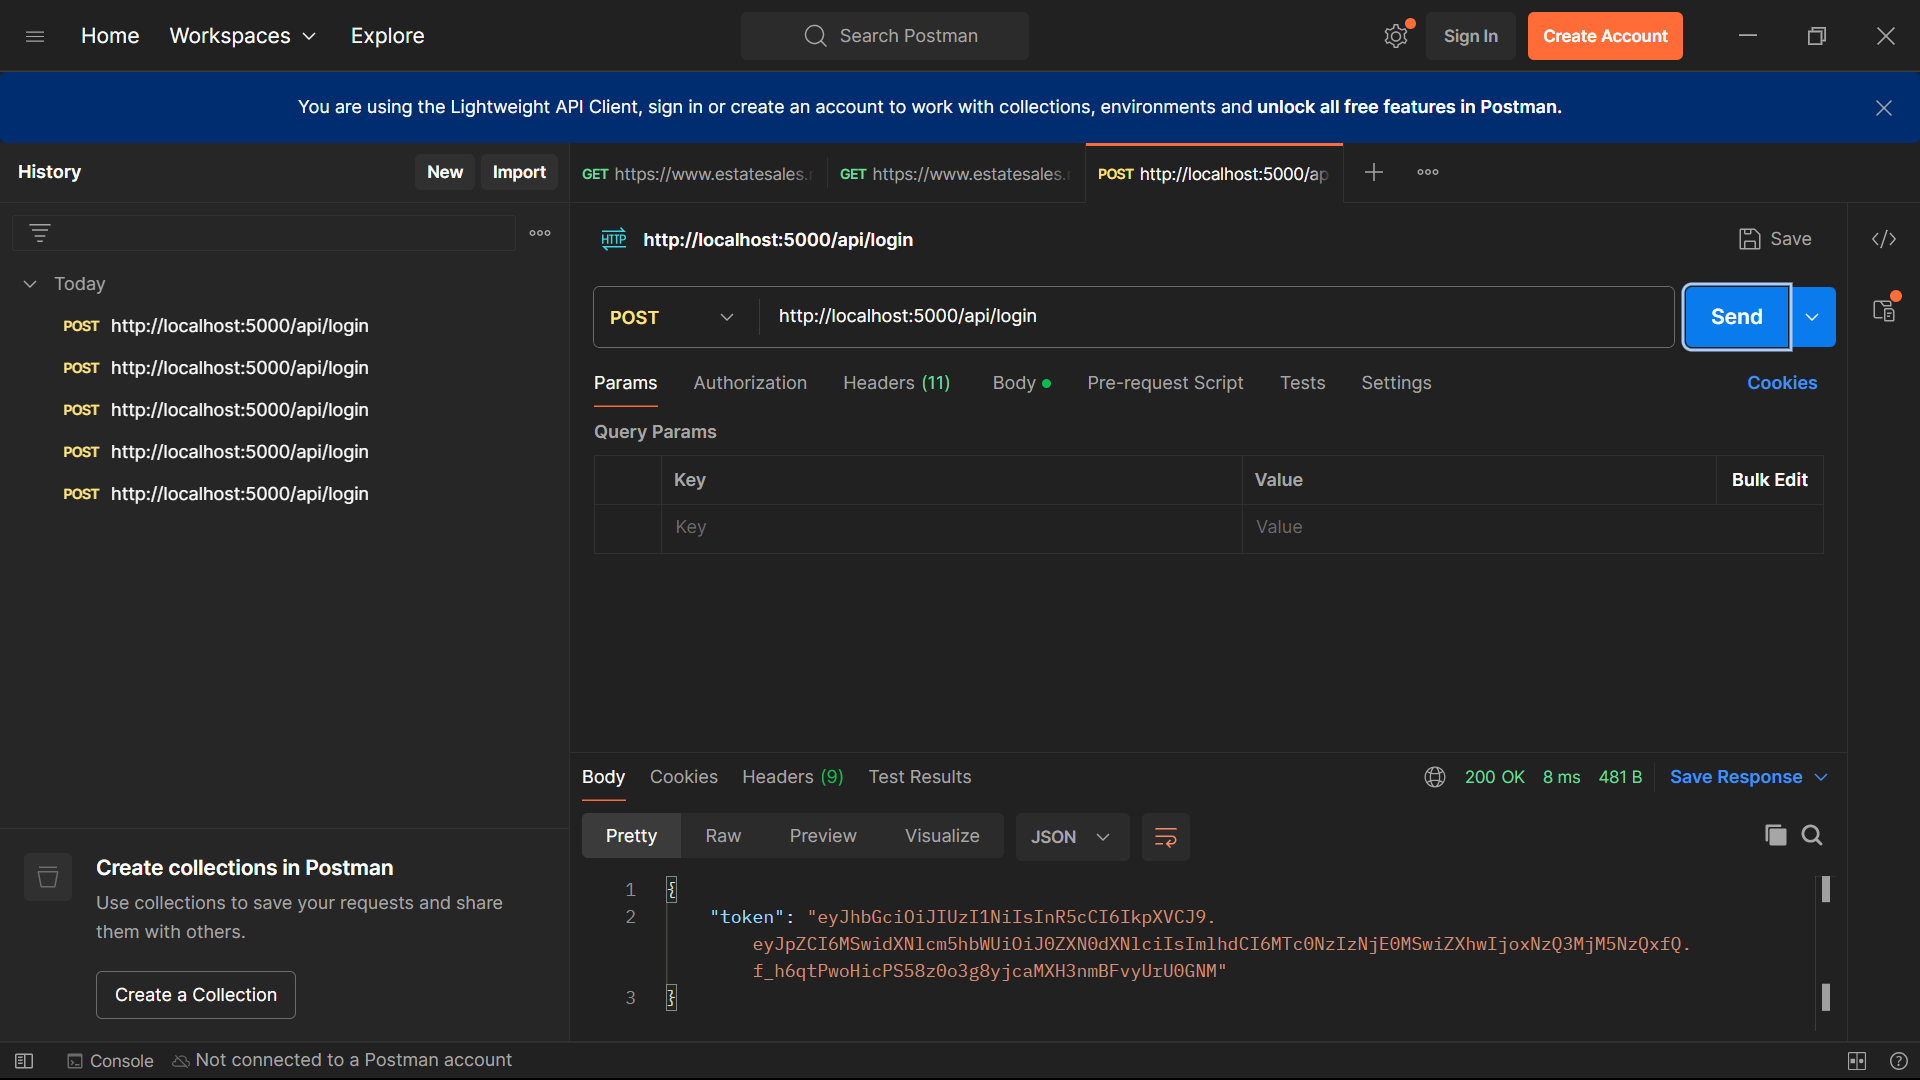 Home
Workspaces
Explore
Search Postman
Sign In
Create Account
You are using the Lightweight API Client, sign in or create an account to work with collections, environments and unlock all free features in Postman.
History
New
Import
GET https://www.estatesales.
GET https://www.estatesales.
POST http://localhost:5000/ap
HTTP http://localhost:5000/api/login
Save
Today
POST http://localhost:5000/api/login
POST http://localhost:5000/api/login
POST http://localhost:5000/api/login
POST http://localhost:5000/api/login
POST http://localhost:5000/api/login
POST
http://localhost:5000/api/login
Send
Params
Authorization
Headers (11)
Body
Pre-request Script
Tests
Settings
Cookies
Query Params
Key
Value
Bulk Edit
Key
Value
Body
Cookies
Headers (9)
Test Results
200 OK
8 ms
481 B
Save Response
Pretty
Raw
Preview
Visualize
JSON
1 {
2 "token": "eyJhbGciOiJIUzI1NiIsInR5cCI6IkpXVCJ9.
eyJpZCI6MSwidXNlcm5hbWUiOiJ0ZXN0dXNlciIsImlhdCI6MTc0NzIzNjE0MSwiZXhwIjoxNzQ3MjM5NzQxfQ.
f_h6qtPwoHicPS58z0o3g8yjcaMXH3nmBFvyUrU0GNM"
3 }
Create collections in Postman
Use collections to save your requests and share
them with others.
Create a Collection
Console
Not connected to a Postman account